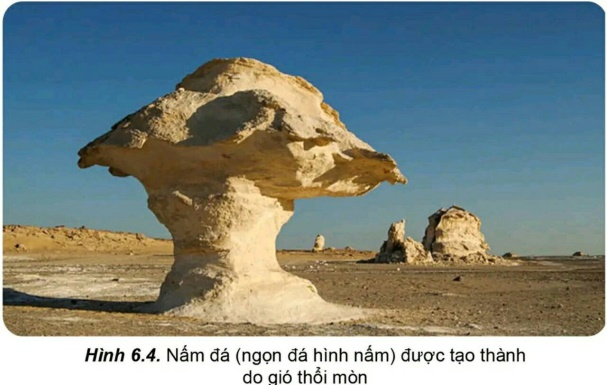 Hình 6.4. Nấm đá (ngọn đá hình nấm) được tạo thành
do gió thổi mòn